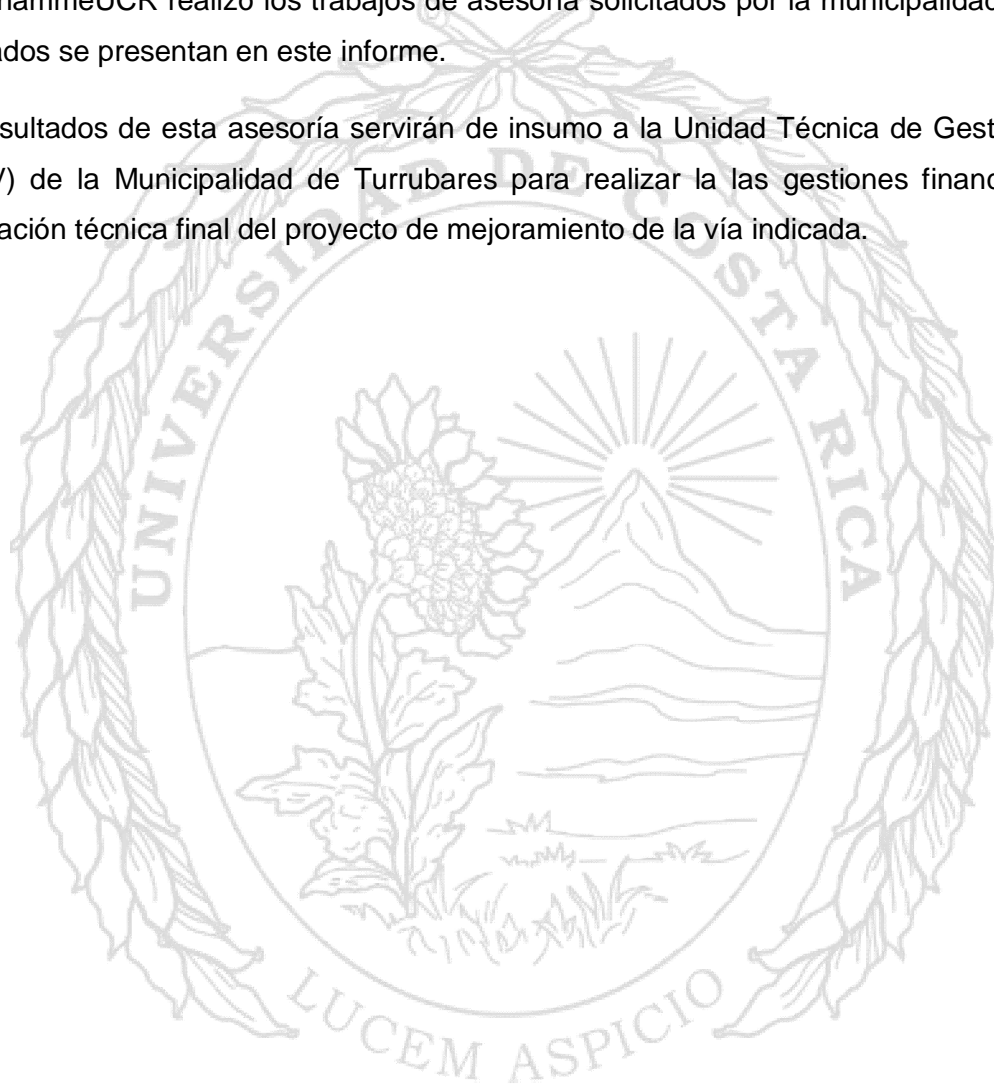 nammeUCR realizó los trabajos de asesoría solicitados por la municipalidad
ados se presentan en este informe.
sultados de esta asesoría servirán de insumo a la Unidad Técnica de Gest
) de la Municipalidad de Turrubares para realizar la las gestiones financ
ación técnica final del proyecto de mejoramiento de la vía indicada.
UNIVERSIDAD DE COSTA RICA
LUCEM ASPICIO